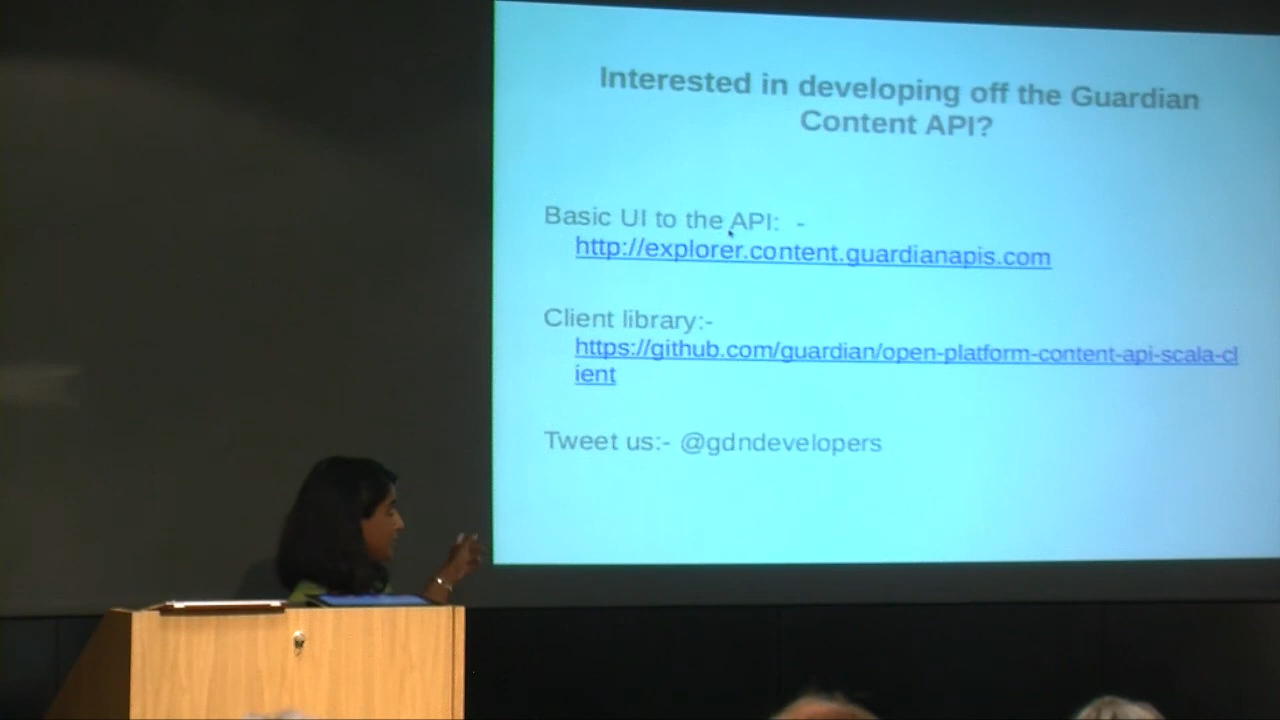 Interested in developing off the Guardian
Content API?
Basic UI to the API: -
http://explorer.content.guardianapis.com
Client library:-
https://github.com/guardian/open-platform-content-api-scala-cl
ient
Tweet us:- @gdndevelopers